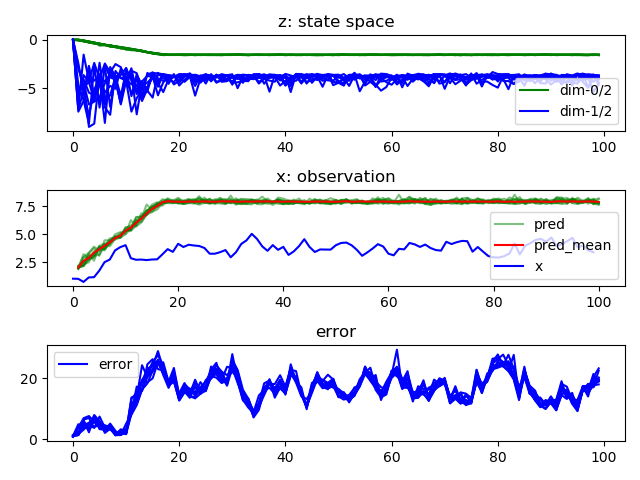 z: state space
0
−5
dim-0/2
dim-1/2
0 20 40 60 80 100
x: observation
7.5
5.0
2.5
pred
pred_mean
x
0 20 40 60 80 100
error
20
0
error
0 20 40 60 80 100